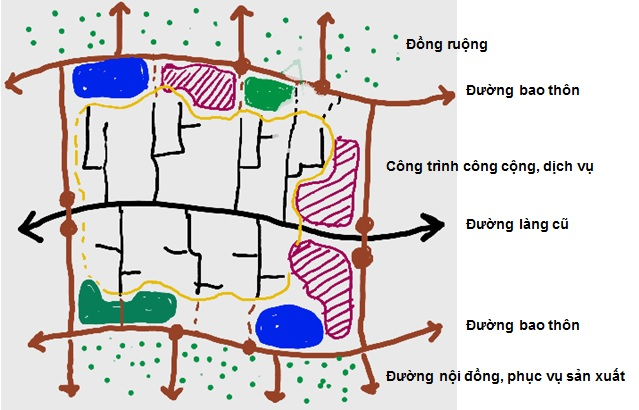 Đồng ruộng
Đường bao thôn
Công trình công cộng, dịch vụ
Đường làng cũ
Đường bao thôn
Đường nội đồng, phục vụ sản xuất